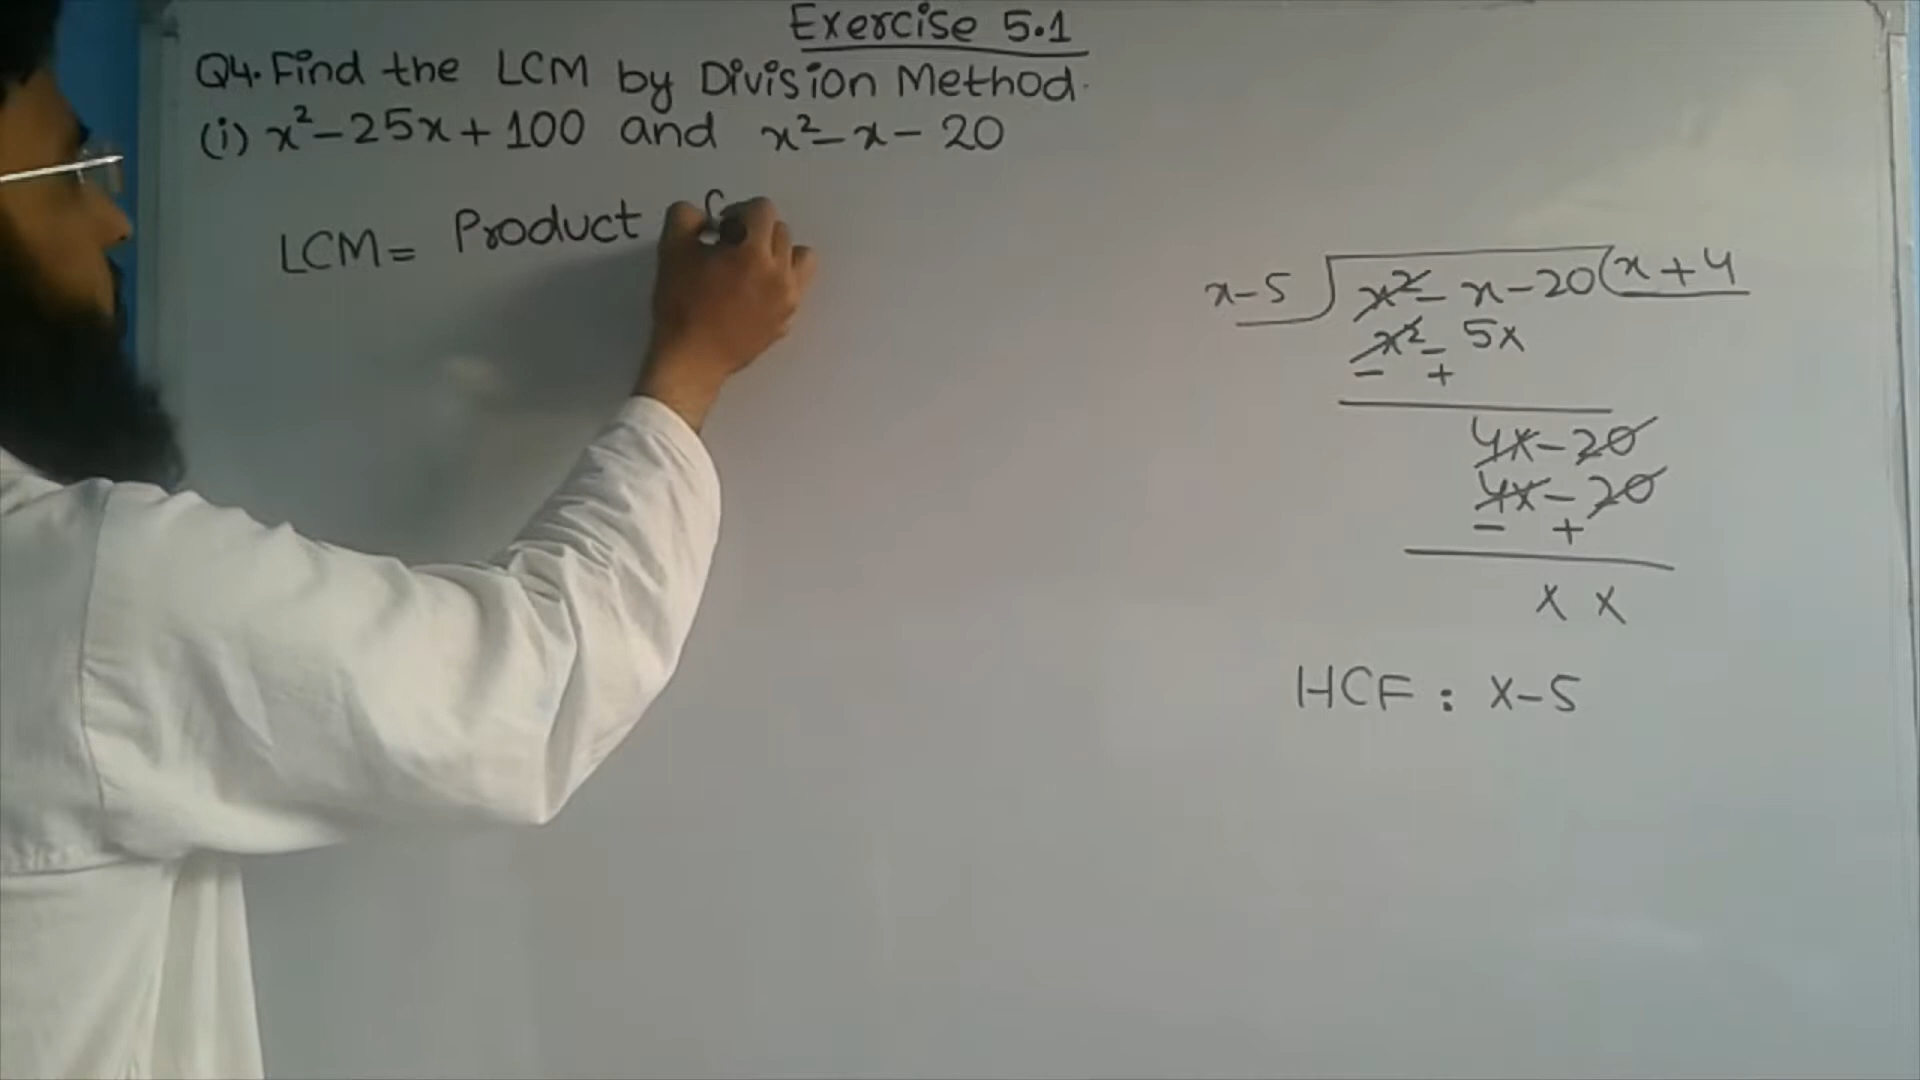 Exercise 5.1
Q4. Find the LCM by Division Method.
(i) x²-25x+100 and x²-x-20
LCM= Product
x-5 ) x²-x-20 ( x+4
x²-5x
- +
4x-20
4x-20
- +
x x
HCF: x-5